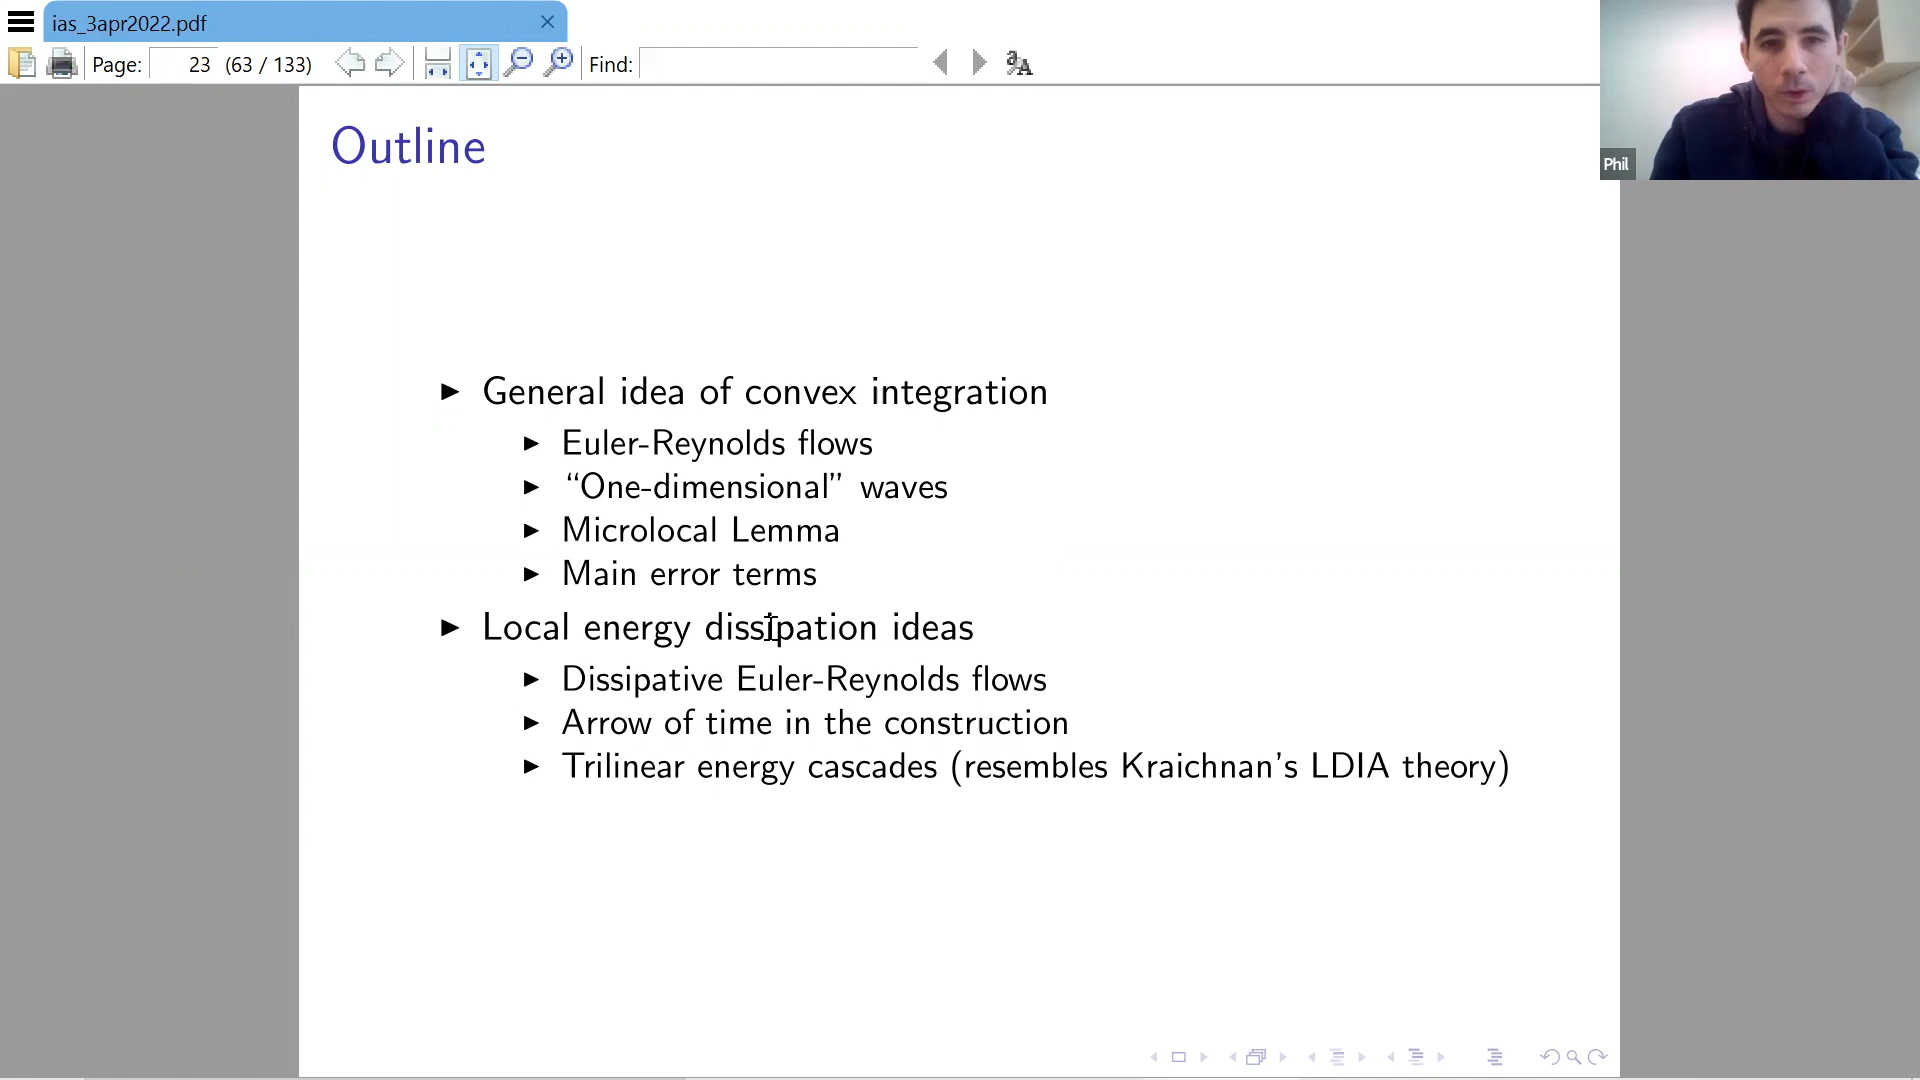 ias_3apr2022.pdf
Page: 23 (63 / 133) Find:
Phil
Outline
General idea of convex integration
Euler-Reynolds flows
“One-dimensional” waves
Microlocal Lemma
Main error terms
Local energy dissipation ideas
Dissipative Euler-Reynolds flows
Arrow of time in the construction
Trilinear energy cascades (resembles Kraichnan’s LDIA theory)